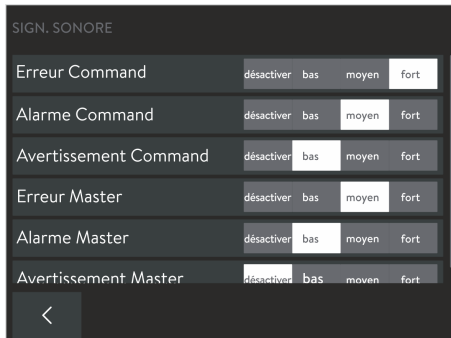 SIGN. SONORE
Erreur Command désactiver bas moyen fort
Alarme Command désactiver bas moyen fort
Avertissement Command désactiver bas moyen fort
Erreur Master désactiver bas moyen fort
Alarme Master désactiver bas moyen fort
Avertissement Master désactiver bas moyen fort